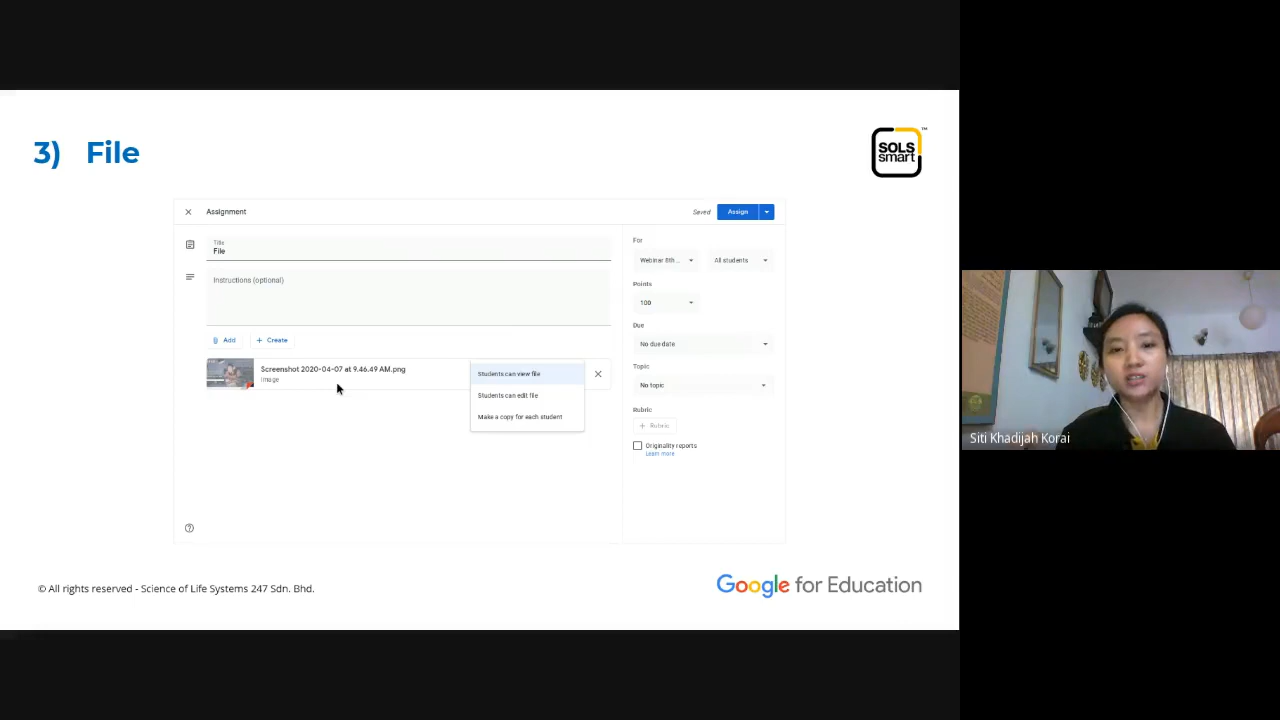 3) File
SOLS
smart
TM
Assignment
Saved
Assign
Title
File
Instructions (optional)
Add
Create
Screenshot 2020-04-07 at 9.46.49 AM.png
Image
Students can view file
Students can edit file
Make a copy for each student
For
Webinar 8th ...
All students
Points
100
Due
No due date
Topic
No topic
Rubric
+ Rubric
Originality reports
Learn more
© All rights reserved - Science of Life Systems 247 Sdn. Bhd.
Google for Education
Siti Khadijah Korai